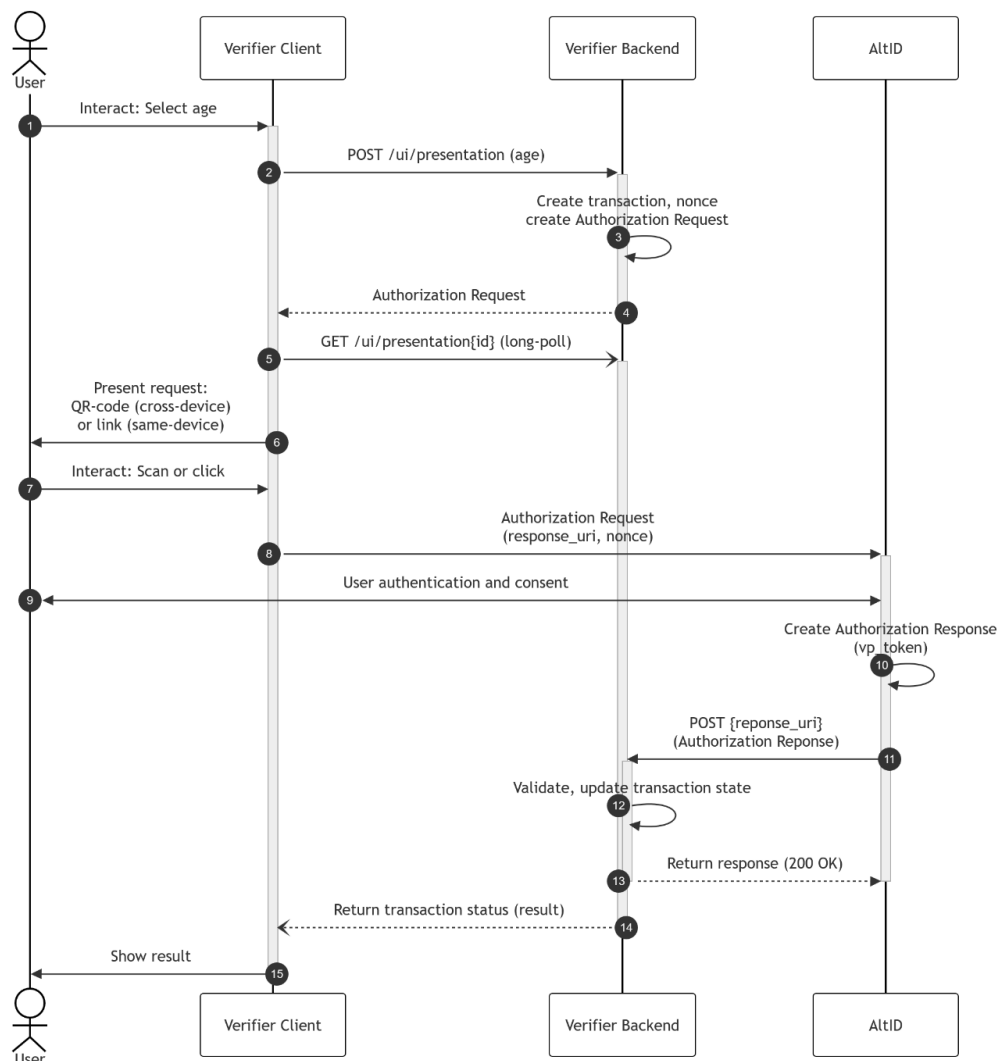 User
Verifier Client
Verifier Backend
AltID
Interact: Select age
1
POST /ui/presentation (age)
2
Create transaction, nonce
create Authorization Request
3
Authorization Request
4
GET /ui/presentation{id} (long-poll)
5
Present request:
QR-code (cross-device)
or link (same-device)
6
Interact: Scan or click
7
Authorization Request
(response_uri, nonce)
8
User authentication and consent
9
Create Authorization Response
(vp_token)
10
POST {reponse_uri}
(Authorization Reponse)
11
Validate, update transaction state
12
Return response (200 OK)
13
Return transaction status (result)
14
Show result
15
User
Verifier Client
Verifier Backend
AltID